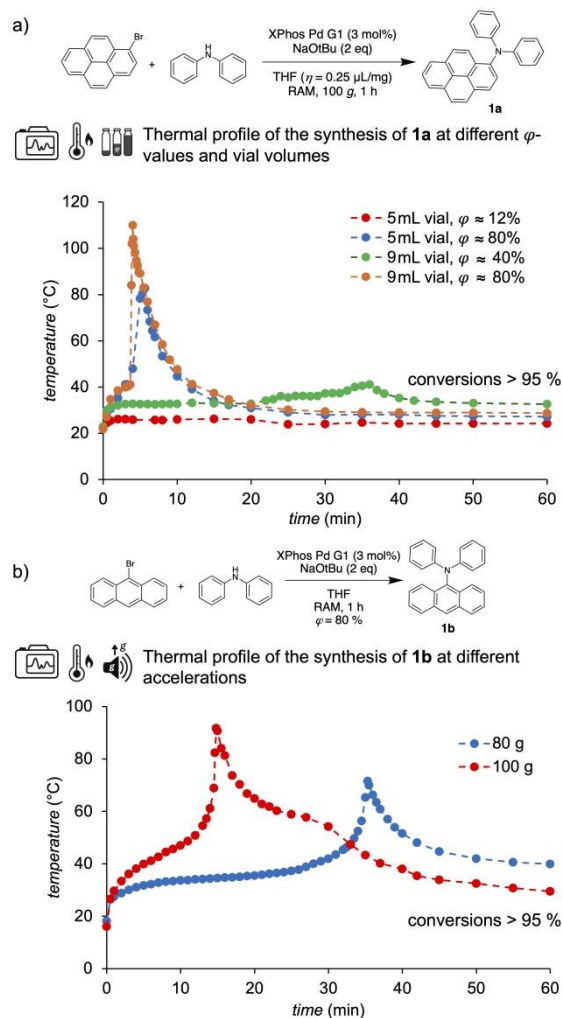 a)
Br
+
H
N
XPhos Pd G1 (3 mol%)
NaOtBu (2 eq)
THF (η = 0.25 µL/mg)
RAM, 100 g, 1 h
N
1a
Thermal profile of the synthesis of 1a at different φ-
values and vial volumes
temperature (°C)
120
100
80
60
40
20
0
5mL vial, φ ≈ 12%
5mL vial, φ ≈ 80%
9mL vial, φ ≈ 40%
9mL vial, φ ≈ 80%
conversions > 95 %
0 10 20 30 40 50 60
time (min)
b)
Br
+
H
N
XPhos Pd G1 (3 mol%)
NaOtBu (2 eq)
THF
RAM, 1 h
φ = 80 %
N
1b
g
g
Thermal profile of the synthesis of 1b at different
accelerations
temperature (°C)
100
80
60
40
20
0
80 g
100 g
conversions > 95 %
0 10 20 30 40 50 60
time (min)